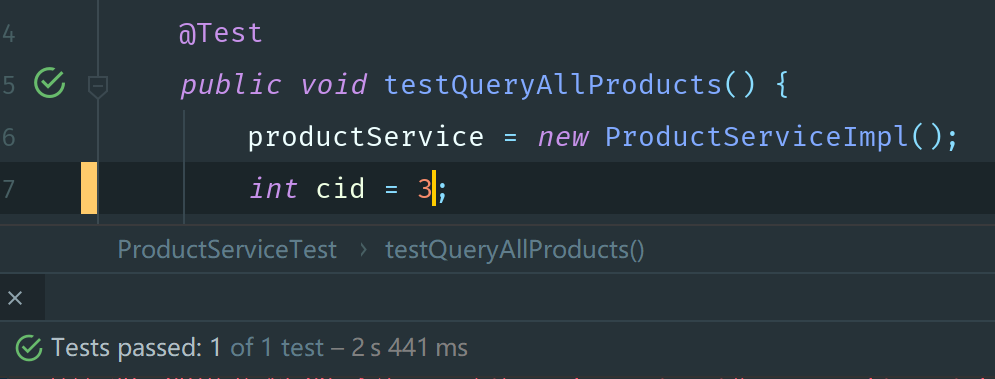 4 @Test
5 public void testQueryAllProducts() {
6 productService = new ProductServiceImpl();
7 int cid = 3;
ProductServiceTest › testQueryAllProducts()
Tests passed: 1 of 1 test – 2 s 441 ms